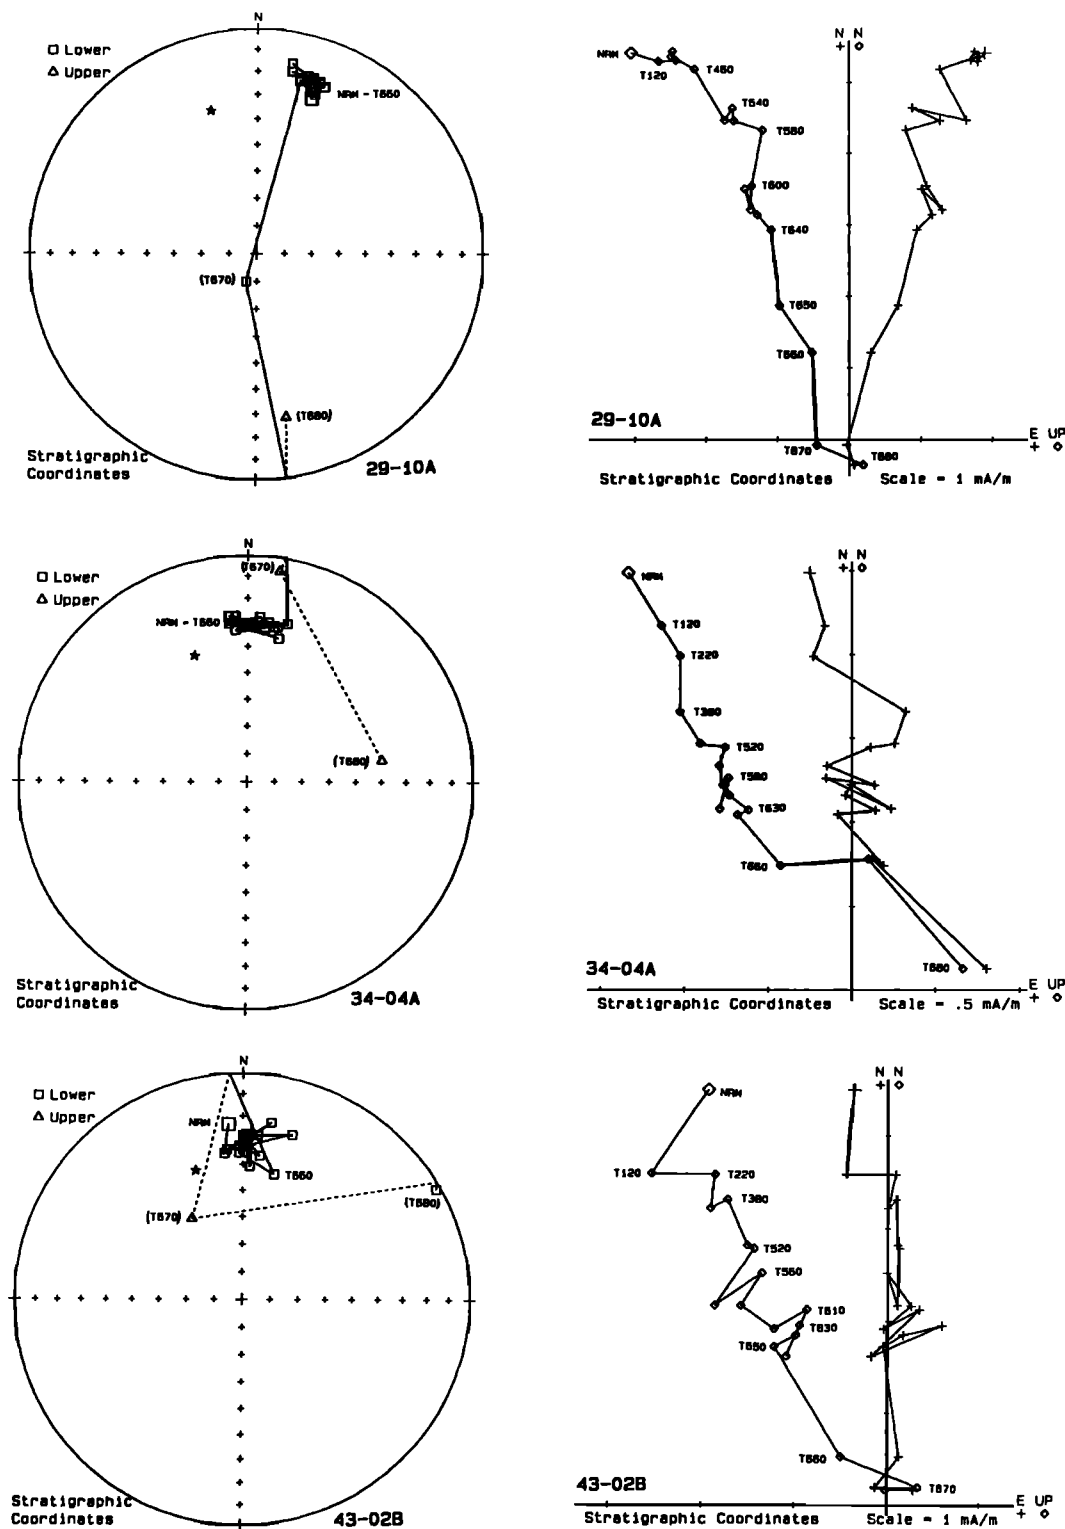 N
□ Lower
△ Upper
NRM - T660
(T670)
(T680)
Stratigraphic
Coordinates
29-10A
N N
+ ◇
NRM
T120
T460
T540
T580
T600
T640
T650
T660
29-10A
E UP
+ ◇
T670
T680
Stratigraphic Coordinates Scale = 1 mA/m
N
□ Lower
△ Upper
(T670)
NRM - T660
(T680)
Stratigraphic
Coordinates
34-04A
N N
+ ◇
NRM
T120
T220
T380
T520
T580
T630
T660
T680
34-04A
E UP
+ ◇
Stratigraphic Coordinates Scale = .5 mA/m
N
□ Lower
△ Upper
NRM
T660
(T670)
(T680)
Stratigraphic
Coordinates
43-02B
N N
+ ◇
NRM
T120
T220
T380
T520
T560
T610
T630
T650
T660
T670
43-02B
E UP
+ ◇
Stratigraphic Coordinates Scale = 1 mA/m